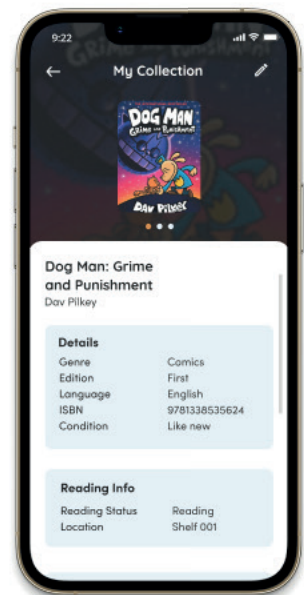 9:22
My Collection
DOG MAN
GRIME AND PUNISHMENT
DAV PILKEY
Dog Man: Grime
and Punishment
Dav Pilkey
Details
Genre Comics
Edition First
Language English
ISBN 9781338535624
Condition Like new
Reading Info
Reading Status Reading
Location Shelf 001